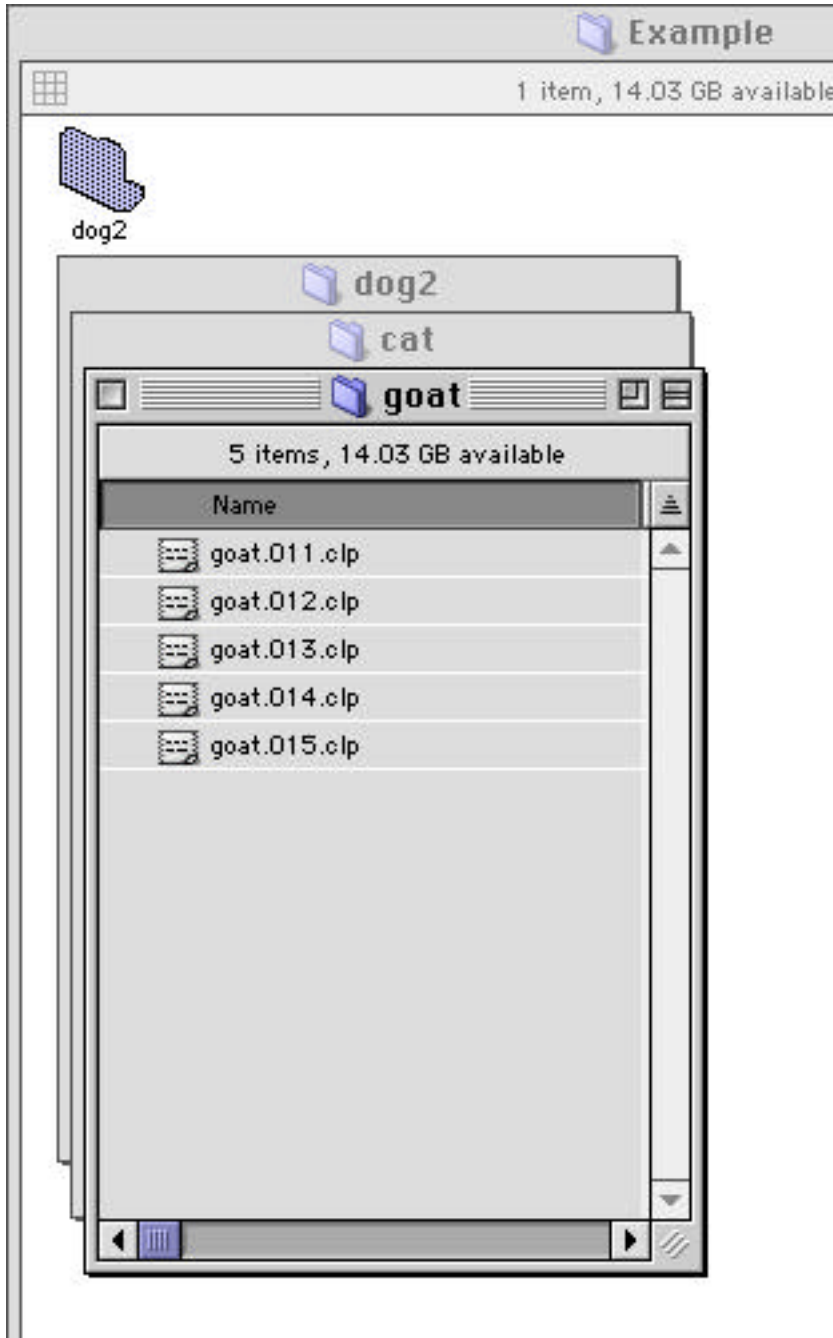 Example
1 item, 14.03 GB available
dog2
dog2
cat
goat
5 items, 14.03 GB available
Name
goat.011.clp
goat.012.clp
goat.013.clp
goat.014.clp
goat.015.clp